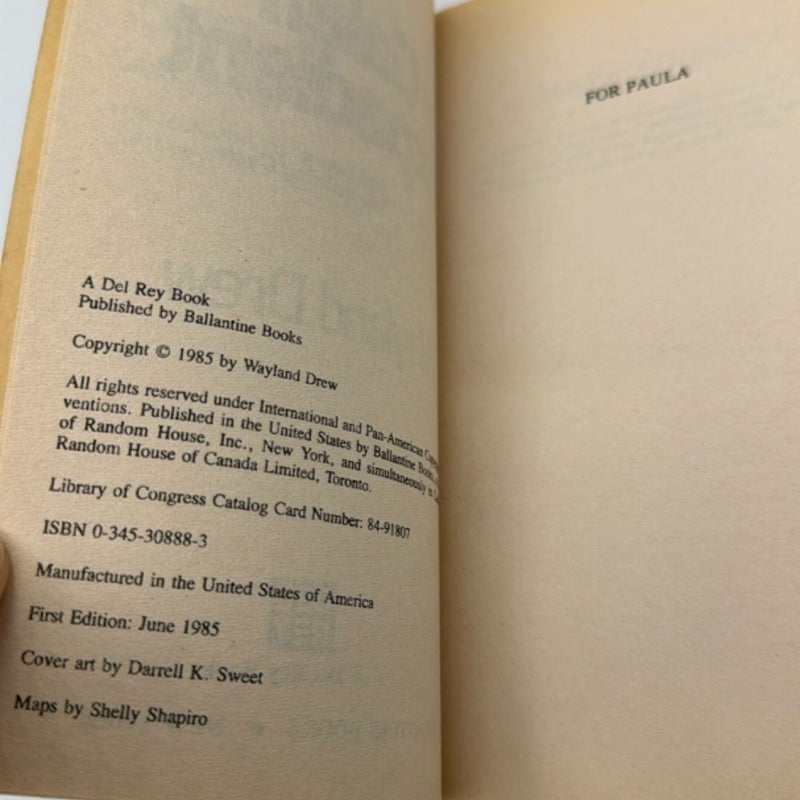 A Del Rey Book
Published by Ballantine Books
Copyright © 1985 by Wayland Drew
All rights reserved under International and Pan-American
ventions. Published in the United States by Ballantine Books,
of Random House, Inc., New York, and simultaneously in
Random House of Canada Limited, Toronto.
Library of Congress Catalog Card Number: 84-91807
ISBN 0-345-30888-3
Manufactured in the United States of America
First Edition: June 1985
Cover art by Darrell K. Sweet
Maps by Shelly Shapiro
FOR PAULA